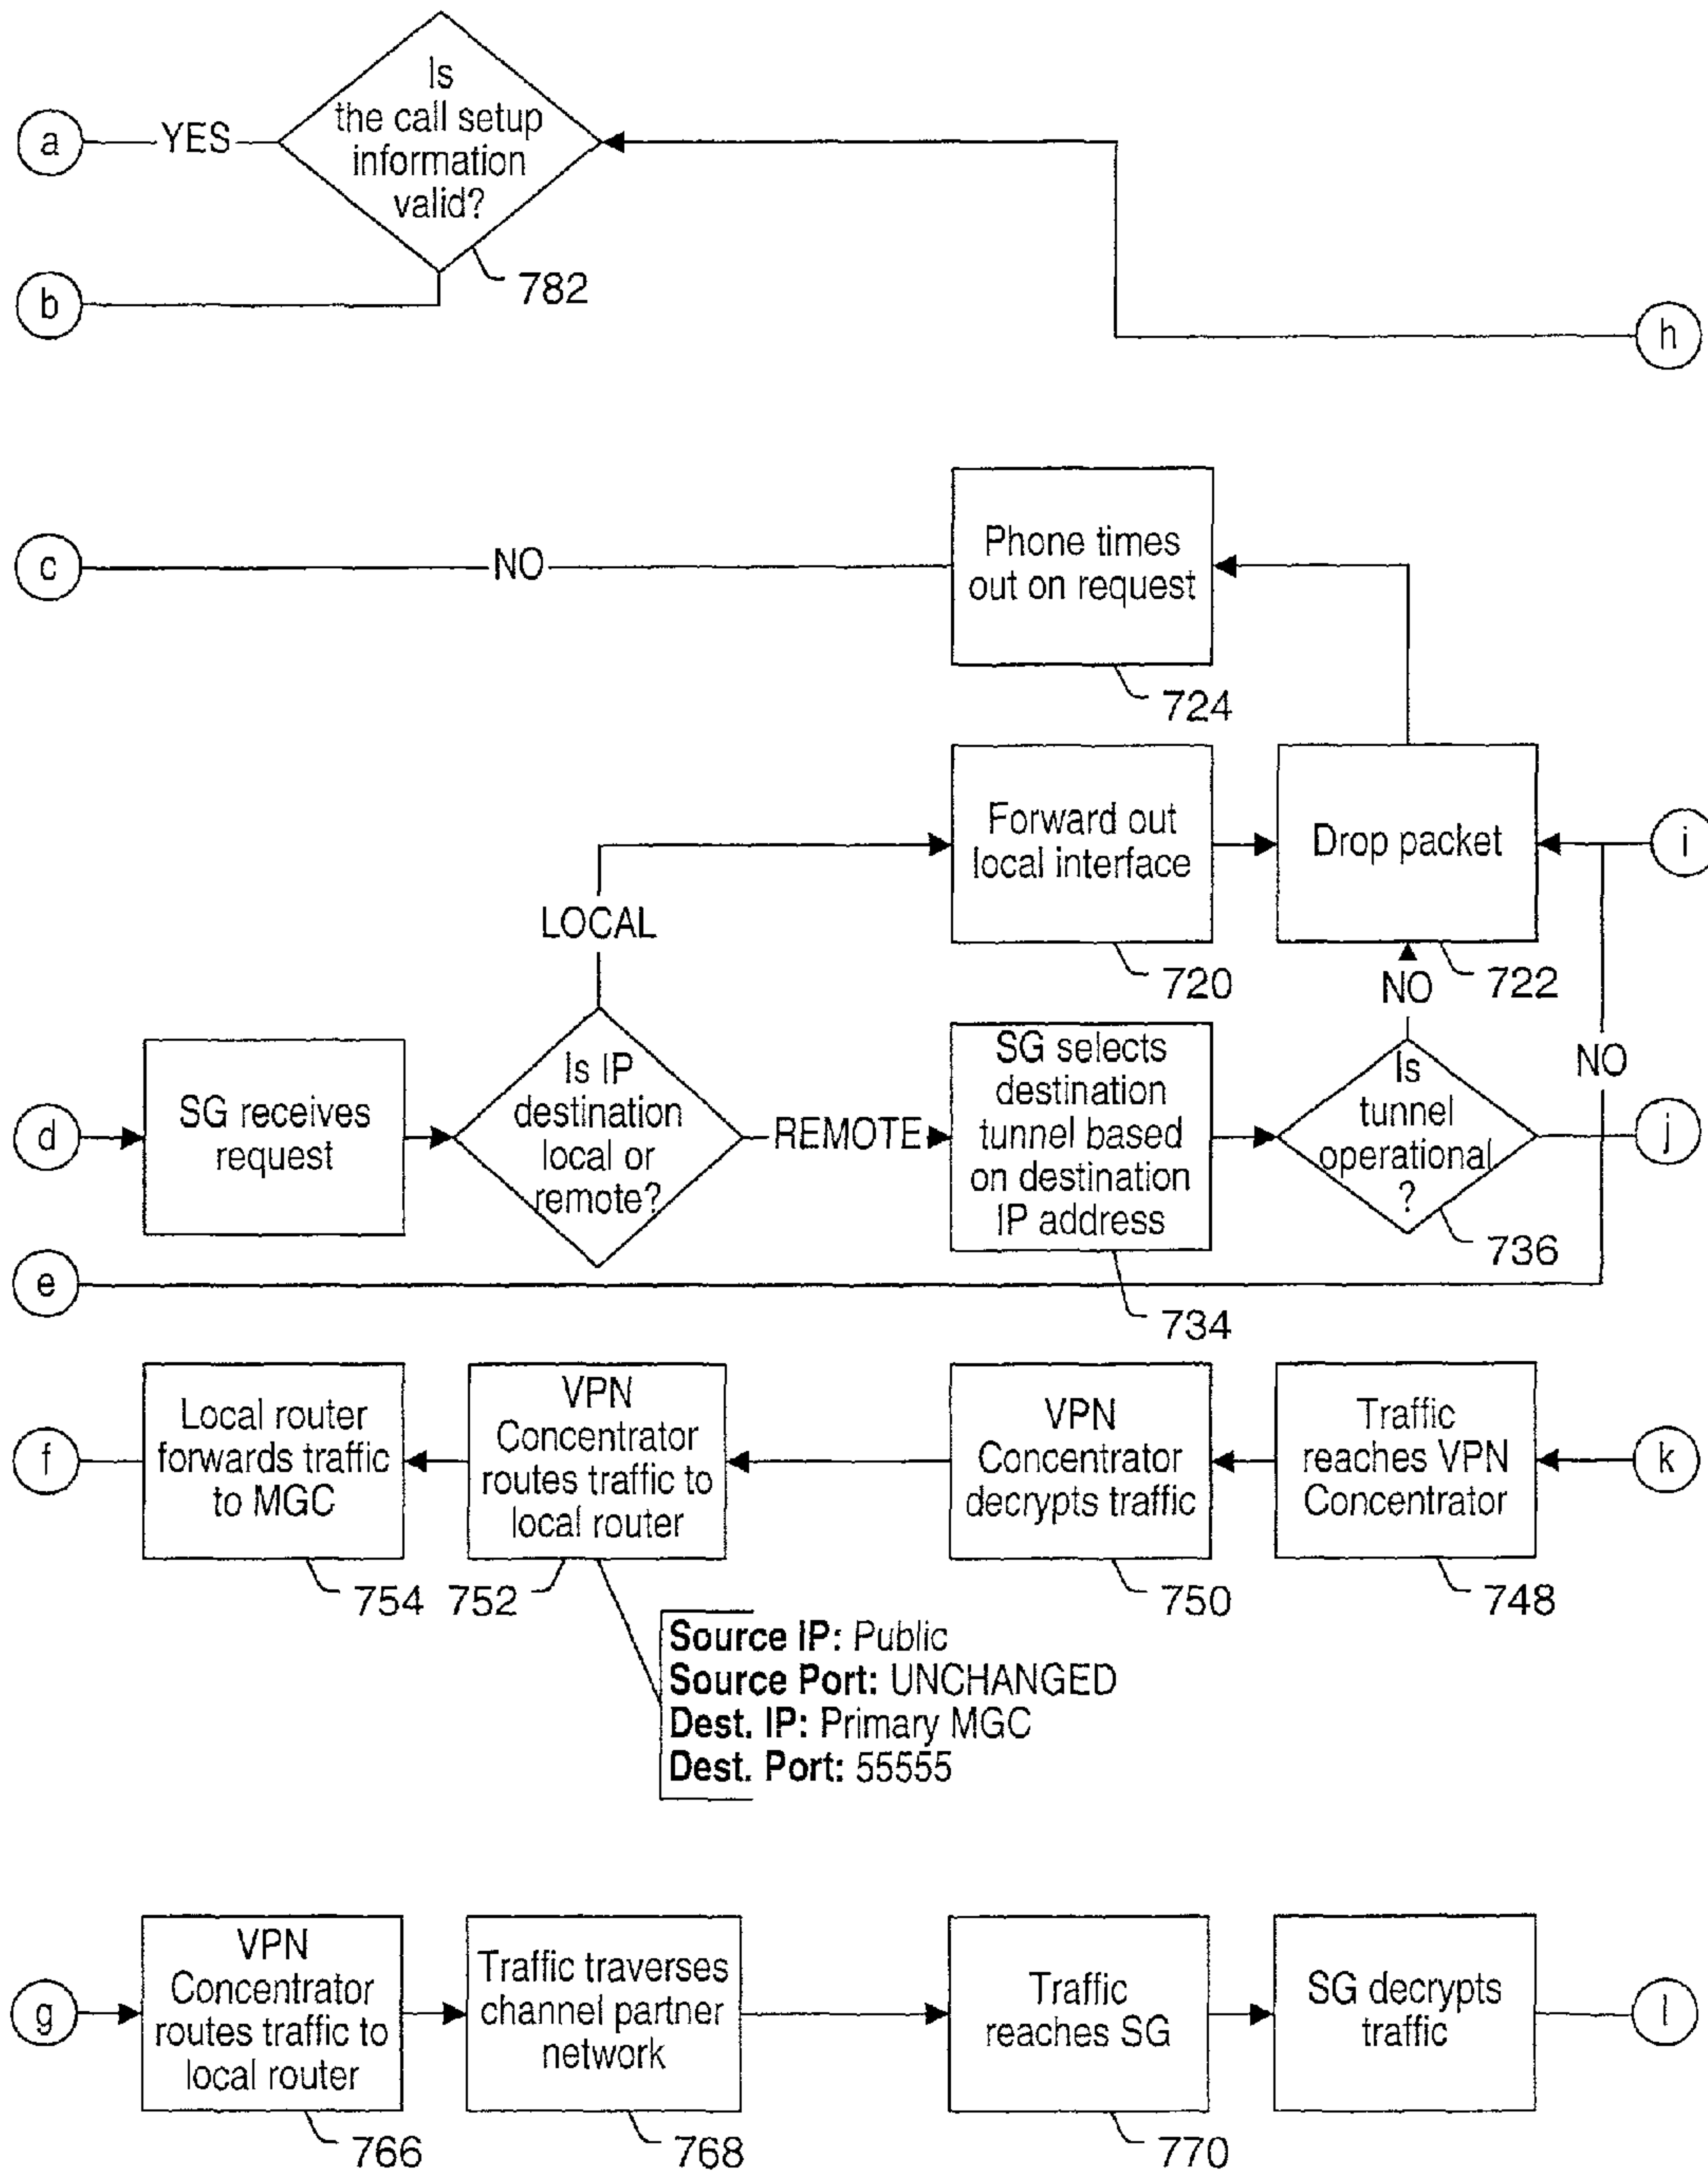 Is
the call setup
information
valid?
a
YES
782
b
h
Phone times
out on request
c
NO
724
Forward out
local interface
Drop packet
i
LOCAL
720
NO
722
SG receives
request
Is IP
destination
local or
remote?
REMOTE
SG selects
destination
tunnel based
on destination
IP address
Is
tunnel
operational
?
NO
d
j
736
e
734
f
Local router
forwards traffic
to MGC
VPN
Concentrator
routes traffic to
local router
VPN
Concentrator
decrypts traffic
Traffic
reaches VPN
Concentrator
k
754
752
750
748
Source IP: Public
Source Port: UNCHANGED
Dest. IP: Primary MGC
Dest. Port: 55555
g
VPN
Concentrator
routes traffic to
local router
Traffic traverses
channel partner
network
Traffic
reaches SG
SG decrypts
traffic
l
766
768
770